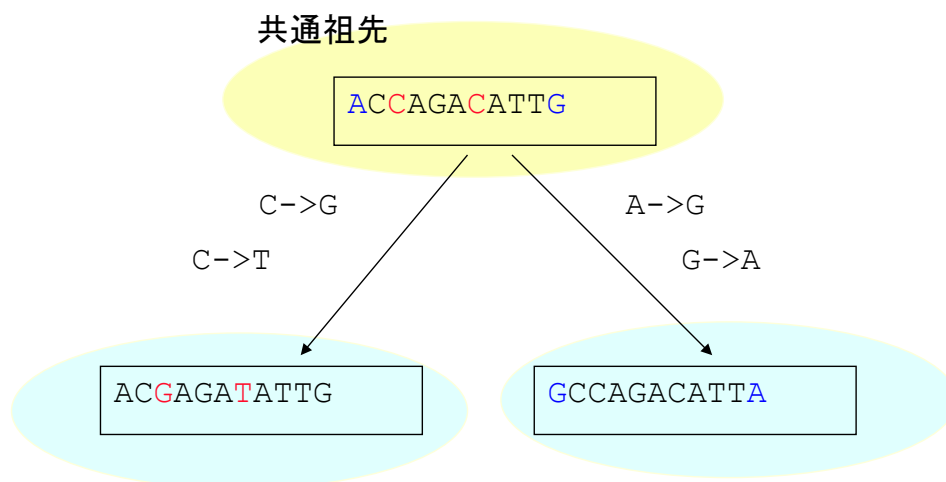 共通祖先
ACCAGACATTG
C->G
A->G
C->T
G->A
ACGAGATATTG
GCCAGACATTA